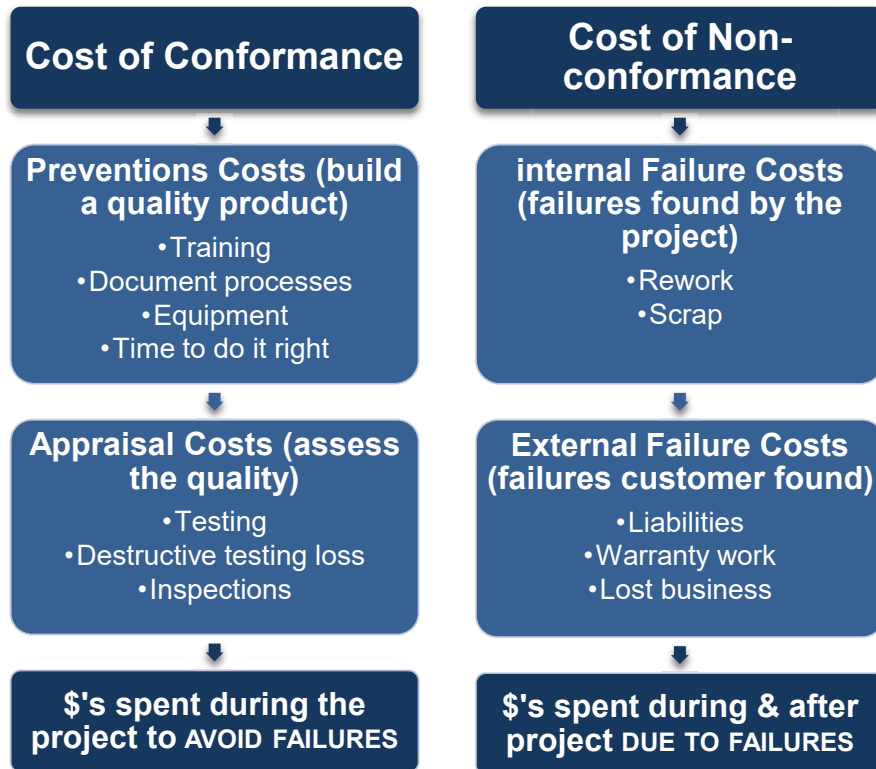 Cost of Conformance
Preventions Costs (build
a quality product)
•Training
•Document processes
•Equipment
•Time to do it right
Appraisal Costs (assess
the quality)
•Testing
•Destructive testing loss
•Inspections
$'s spent during the
project to AVOID FAILURES
Cost of Non-
conformance
internal Failure Costs
(failures found by the
project)
•Rework
•Scrap
External Failure Costs
(failures customer found)
•Liabilities
•Warranty work
•Lost business
$'s spent during & after
project DUE TO FAILURES